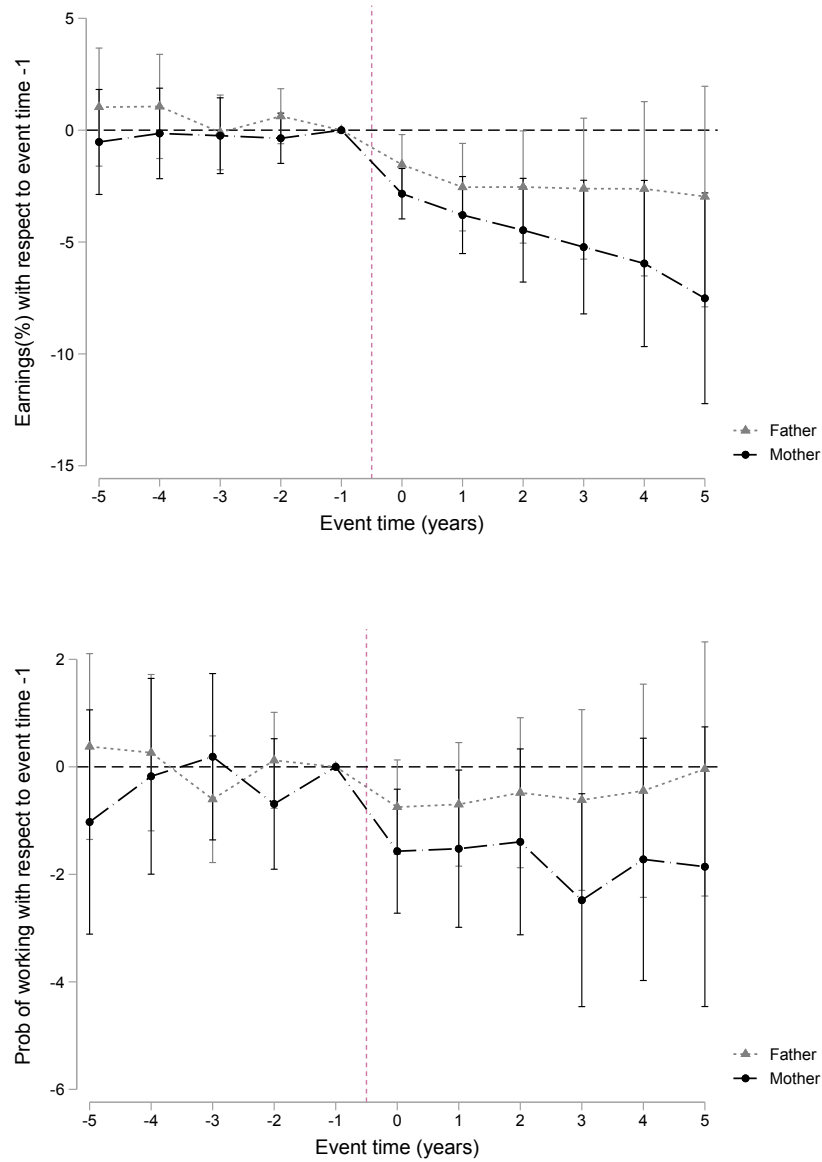 Earnings(%) with respect to event time -1
5
0
-5
-10
-15
-5 -4 -3 -2 -1 0 1 2 3 4 5
Event time (years)
Father
Mother
Prob of working with respect to event time -1
2
0
-2
-4
-6
-5 -4 -3 -2 -1 0 1 2 3 4 5
Event time (years)
Father
Mother